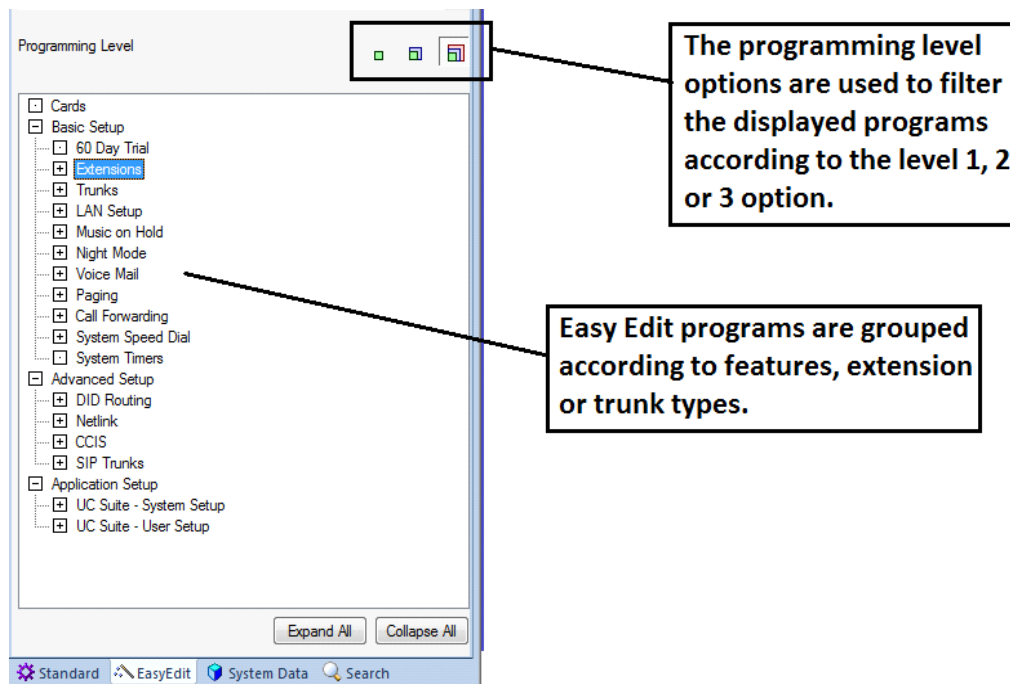 Programming Level
The programming level
options are used to filter
the displayed programs
according to the level 1, 2
or 3 option.
Cards
Basic Setup
60 Day Trial
Extensions
Trunks
LAN Setup
Music on Hold
Night Mode
Voice Mail
Paging
Call Forwarding
System Speed Dial
System Timers
Advanced Setup
DID Routing
Netlink
CCIS
SIP Trunks
Application Setup
UC Suite - System Setup
UC Suite - User Setup
Easy Edit programs are grouped
according to features, extension
or trunk types.
Expand All Collapse All
Standard EasyEdit System Data Search